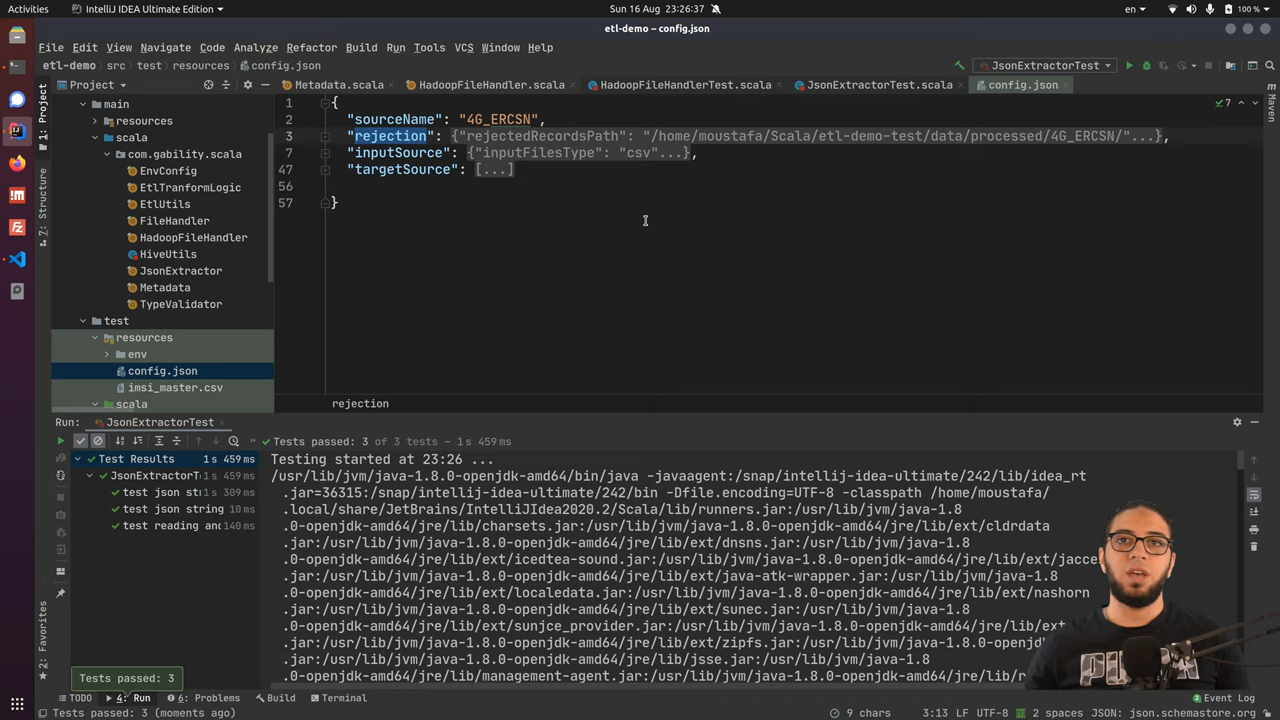 Activities IntelliJ IDEA Ultimate Edition Sun 16 Aug 23:26:37 en 100 %
etl-demo – config.json
File Edit View Navigate Code Analyze Refactor Build Run Tools VCS Window Help
etl-demo › src › test › resources › config.json JsonExtractorTest
1: Project
Project
Metadata.scala HadoopFileHandler.scala HadoopFileHandlerTest.scala JsonExtractorTest.scala config.json
Maven
main
resources
scala
com.gability.scala
EnvConfig
EtlTranformLogic
EtlUtils
FileHandler
HadoopFileHandler
HiveUtils
JsonExtractor
Metadata
TypeValidator
test
resources
env
config.json
imsi_master.csv
scala
7: Structure
2: Favorites
7
1 {
2 "sourceName": "4G_ERCSN",
3 "rejection": {"rejectedRecordsPath": "/home/moustafa/Scala/etl-demo-test/data/processed/4G_ERCSN/"...},
7 "inputSource": {"inputFilesType": "csv"...},
47 "targetSource": [...]
56
57 }
rejection
Run: JsonExtractorTest
Tests passed: 3 of 3 tests – 1 s 459 ms
Test Results 1 s 459 ms
JsonExtractorT 1 s 459 ms
test json st 1 s 309 ms
test json string 10 ms
test reading and 140 ms
Testing started at 23:26 ...
/usr/lib/jvm/java-1.8.0-openjdk-amd64/bin/java -javaagent:/snap/intellij-idea-ultimate/242/lib/idea_rt
.jar=36315:/snap/intellij-idea-ultimate/242/bin -Dfile.encoding=UTF-8 -classpath /home/moustafa/
.local/share/JetBrains/IntelliJIdea2020.2/Scala/lib/runners.jar:/usr/lib/jvm/java-1.8
.0-openjdk-amd64/jre/lib/charsets.jar:/usr/lib/jvm/java-1.8.0-openjdk-amd64/jre/lib/ext/cldrdata
.jar:/usr/lib/jvm/java-1.8.0-openjdk-amd64/jre/lib/ext/dnsns.jar:/usr/lib/jvm/java-1.8
.0-openjdk-amd64/jre/lib/ext/icedtea-sound.jar:/usr/lib/jvm/java-1.8.0-openjdk-amd64/jre/lib/ext/jacce
.jar:/usr/lib/jvm/java-1.8.0-openjdk-amd64/jre/lib/ext/java-atk-wrapper.jar:/usr/lib/jvm/java-1.8
.0-openjdk-amd64/jre/lib/ext/localedata.jar:/usr/lib/jvm/java-1.8.0-openjdk-amd64/jre/lib/ext/nashorn
.jar:/usr/lib/jvm/java-1.8.0-openjdk-amd64/jre/lib/ext/sunec.jar:/usr/lib/jvm/java-1.8
.0-openjdk-amd64/jre/lib/ext/sunjce_provider.jar:/usr/lib/jvm/java-1.8.0-openjdk-amd64/jre/lib/ext
.jar:/usr/lib/jvm/java-1.8.0-openjdk-amd64/jre/lib/ext/zipfs.jar:/usr/lib/jvm/java-1.8.0-openjdk
.amd64/jre/lib/jsse.jar:/usr/lib/jvm/java-1.8
.0-openjdk-amd64/jre/lib/management-agent.jar:/usr/lib/jvm/java-1.8.0-openjdk-amd64/jre/lib/r
Tests passed: 3
TODO 4: Run 6: Problems Build Terminal Event Log
Tests passed: 3 (moments ago) 9 chars 3:13 LF UTF-8 2 spaces JSON: json.schemastore.org